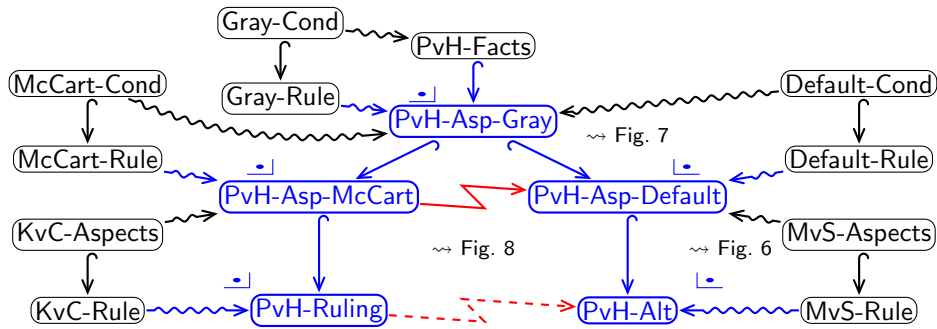 Gray-Cond
PvH-Facts
McCart-Cond
Gray-Rule
Default-Cond
PvH-Asp-Gray
⇝ Fig. 7
McCart-Rule
Default-Rule
PvH-Asp-McCart
PvH-Asp-Default
KvC-Aspects
⇝ Fig. 8
⇝ Fig. 6
MvS-Aspects
KvC-Rule
PvH-Ruling
PvH-Alt
MvS-Rule